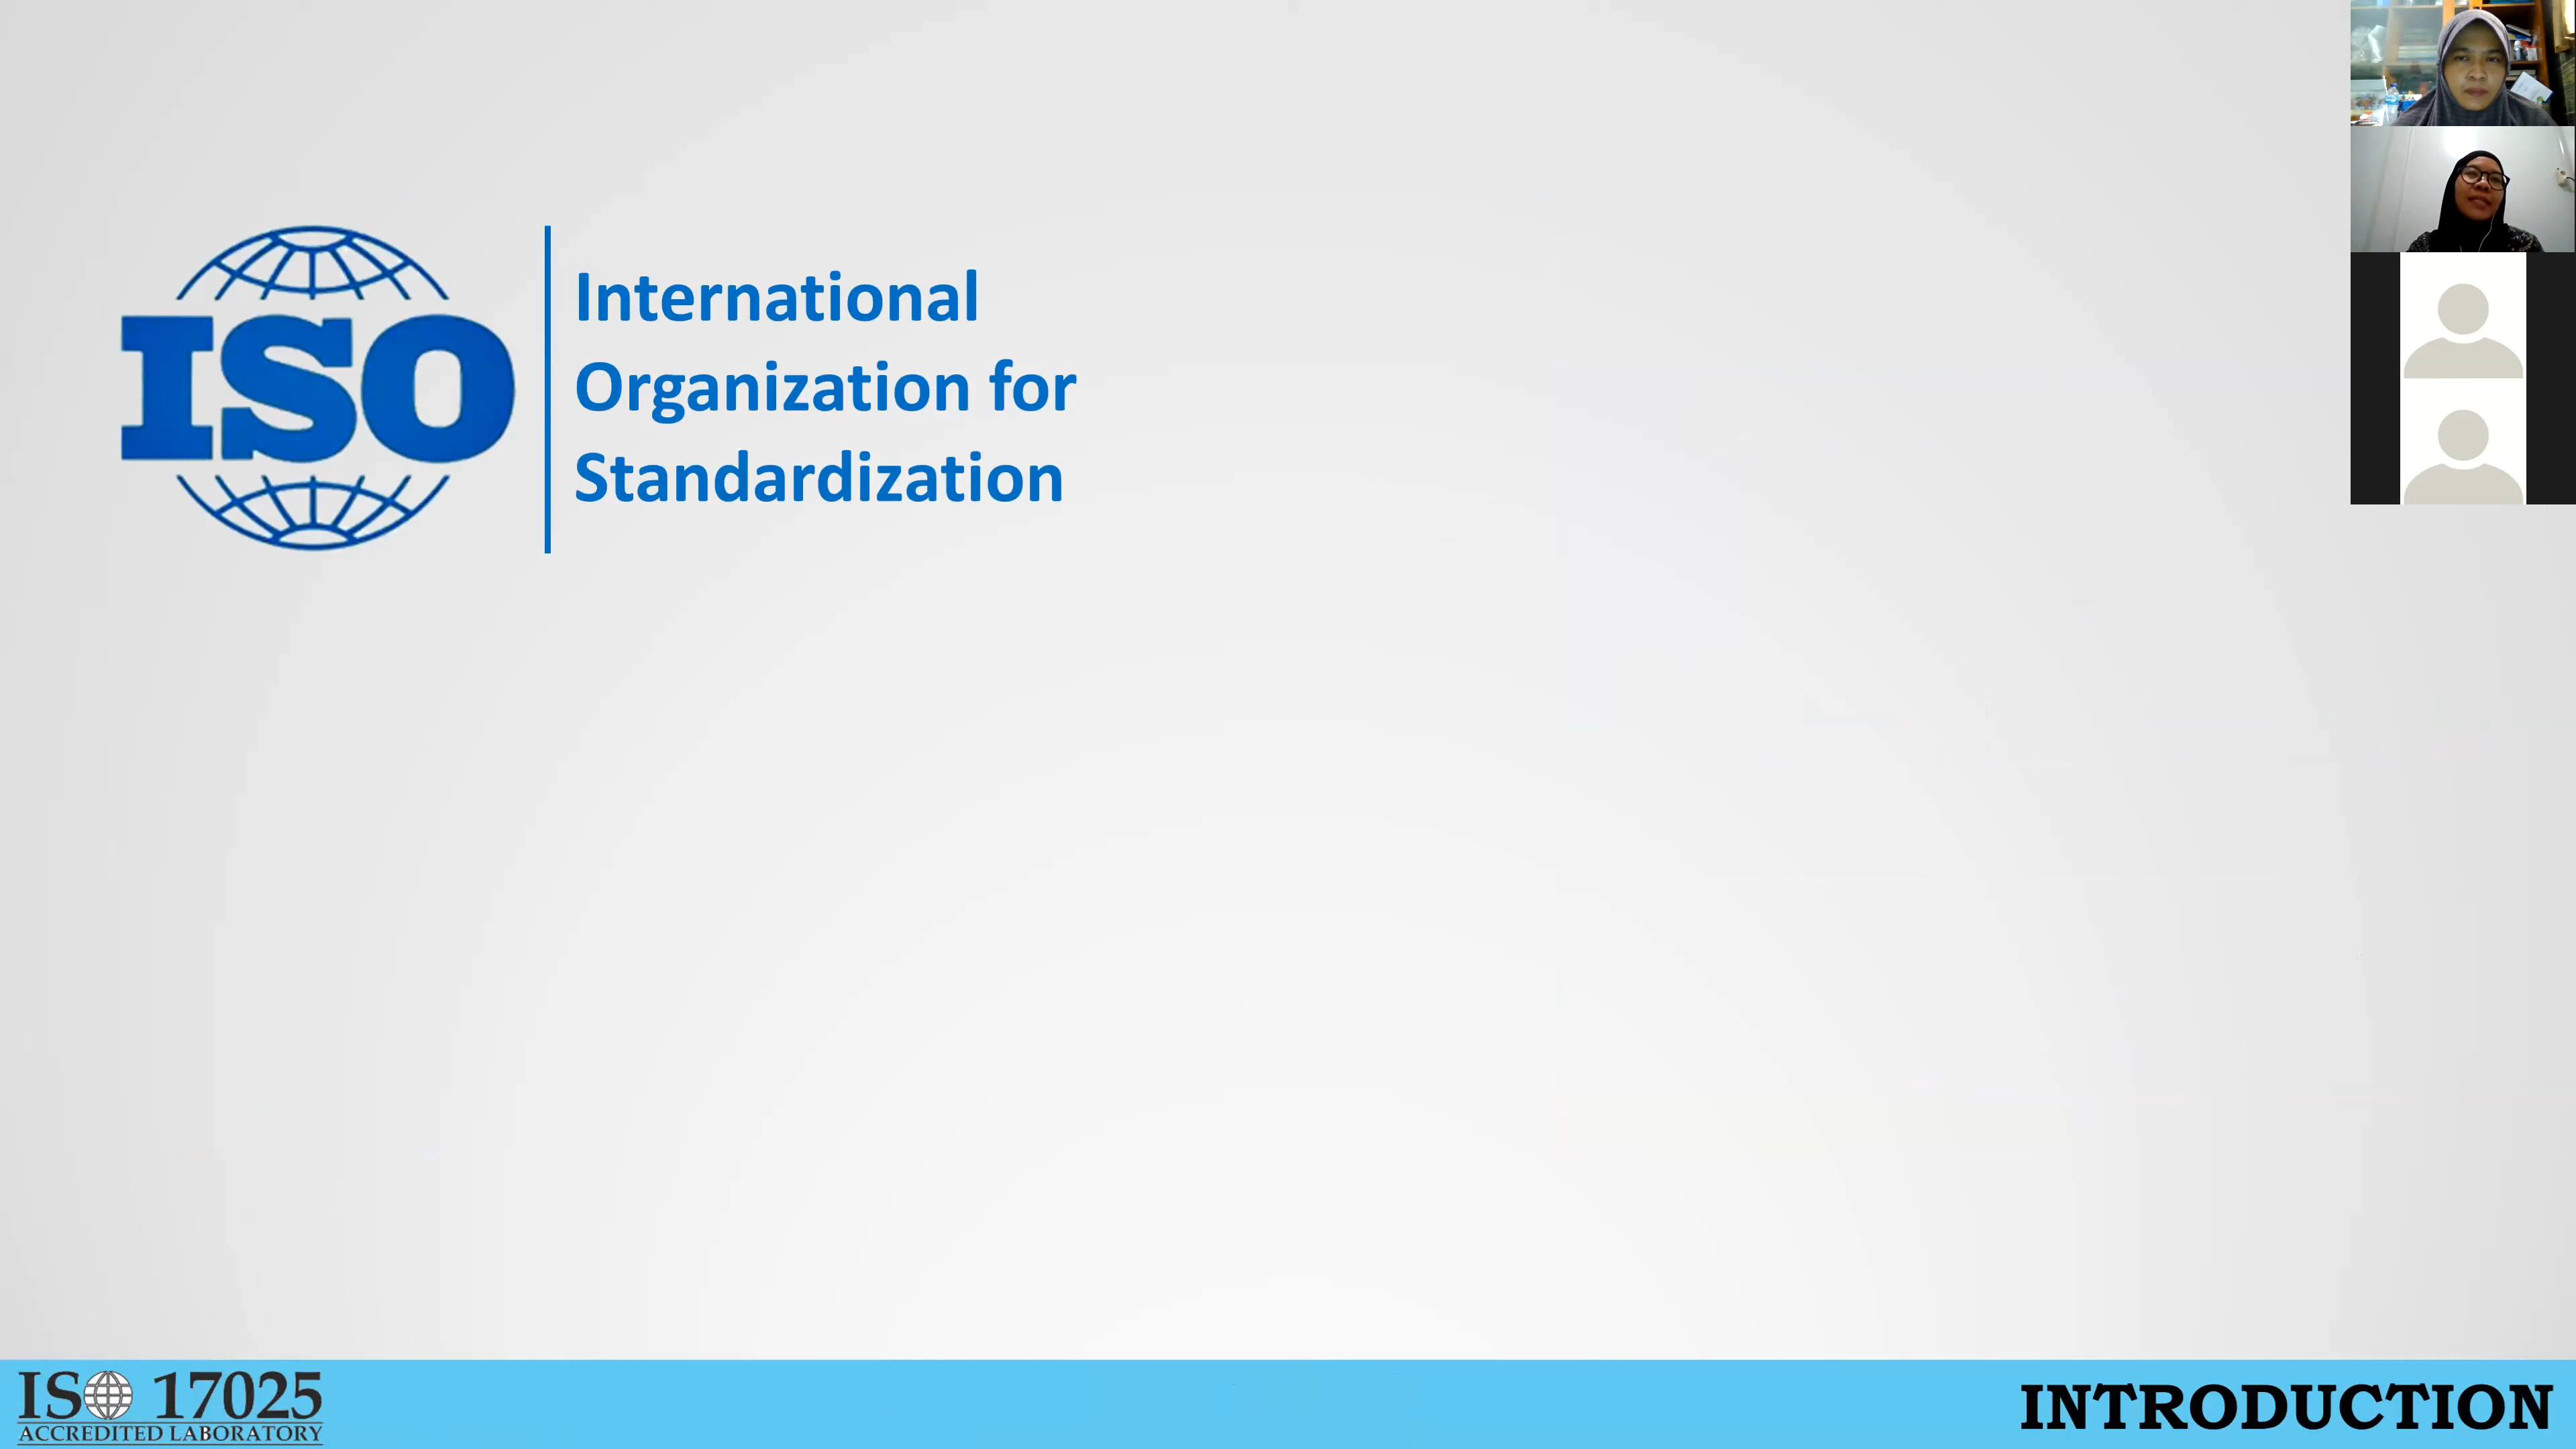 ISO
International
Organization for
Standardization
ISO 17025
ACCREDITED LABORATORY
INTRODUCTION